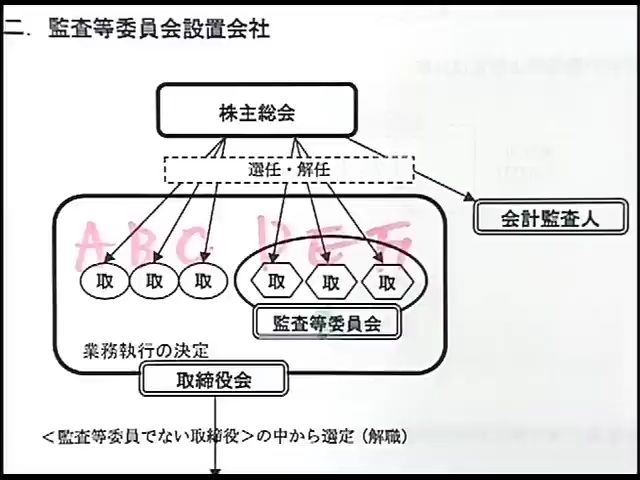 二．監査等委員会設置会社
株主総会
選任・解任
会計監査人
A B C D E F
取 取 取 取 取 取
監査等委員会
業務執行の決定
取締役会
＜監査等委員でない取締役＞の中から選定（解職）